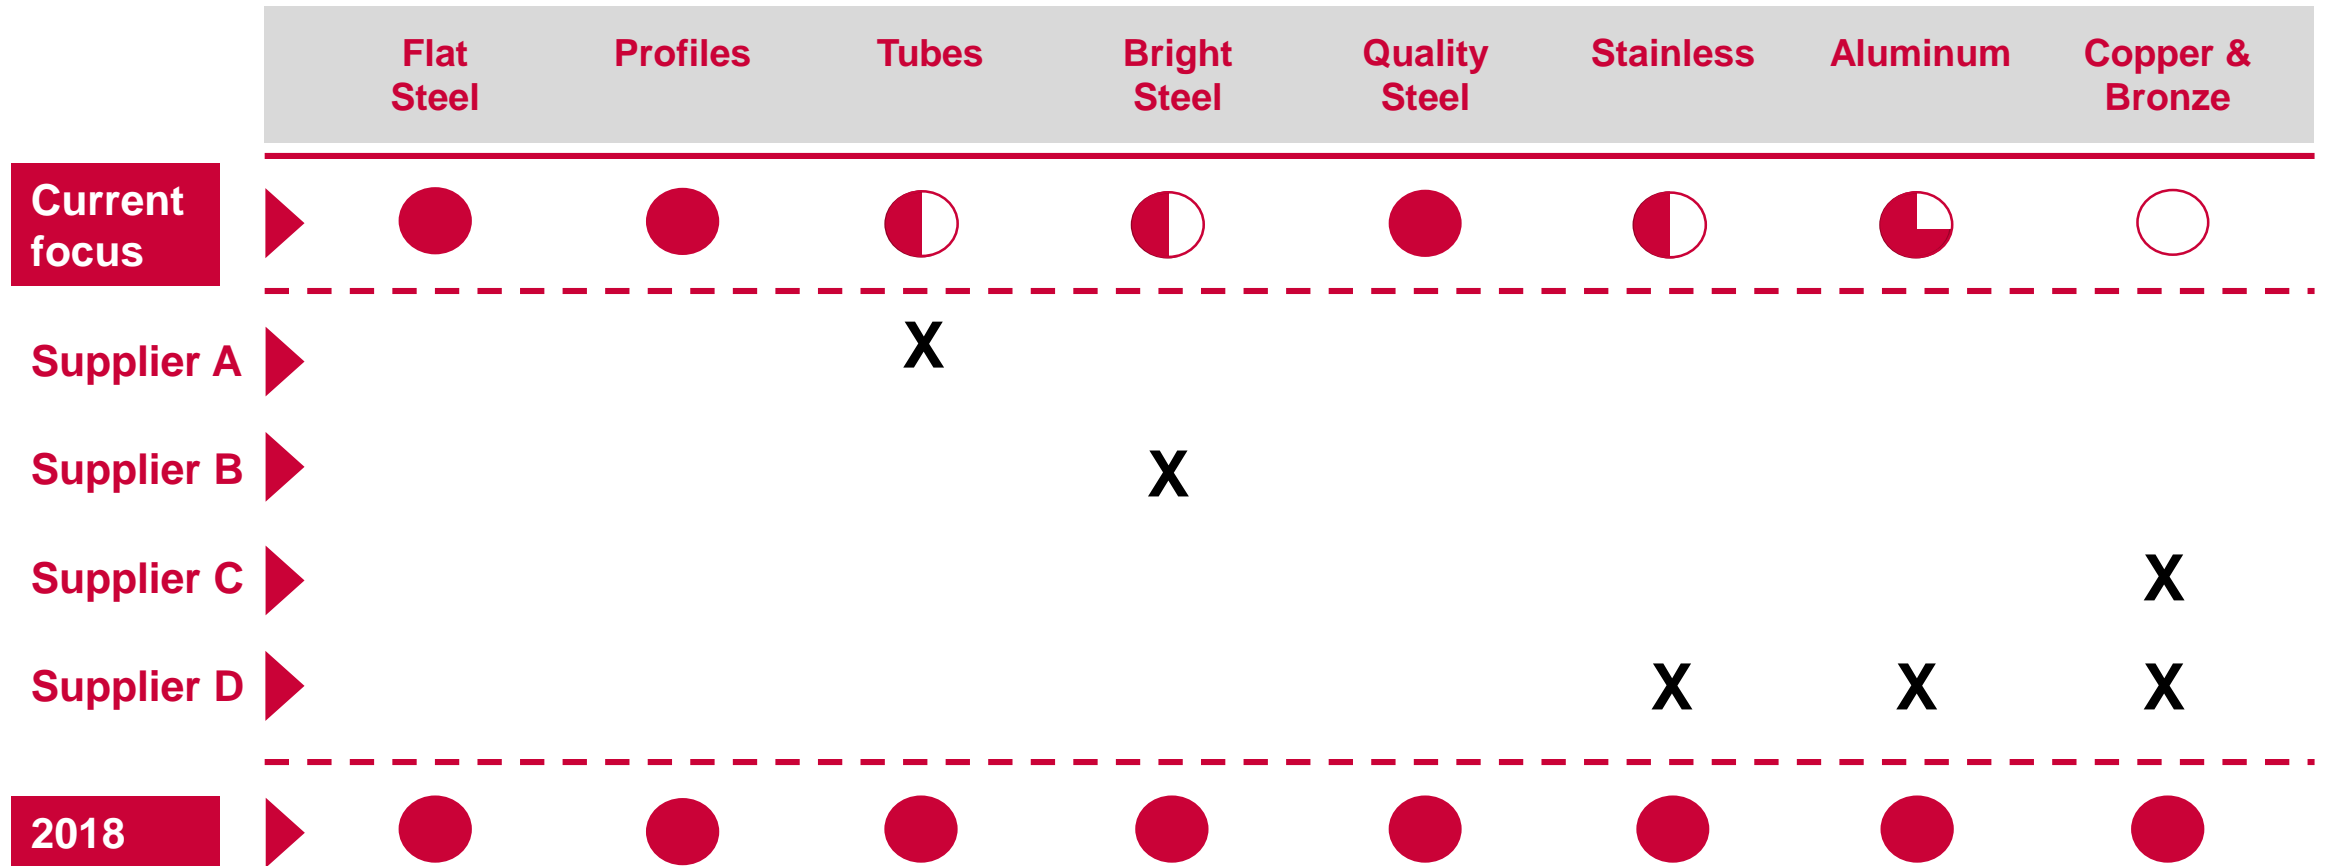 Flat
Steel
Profiles
Tubes
Bright
Steel
Quality
Steel
Stainless
Aluminum
Copper &
Bronze
Current
focus
Supplier A
X
Supplier B
X
Supplier C
X
Supplier D
X X X
2018